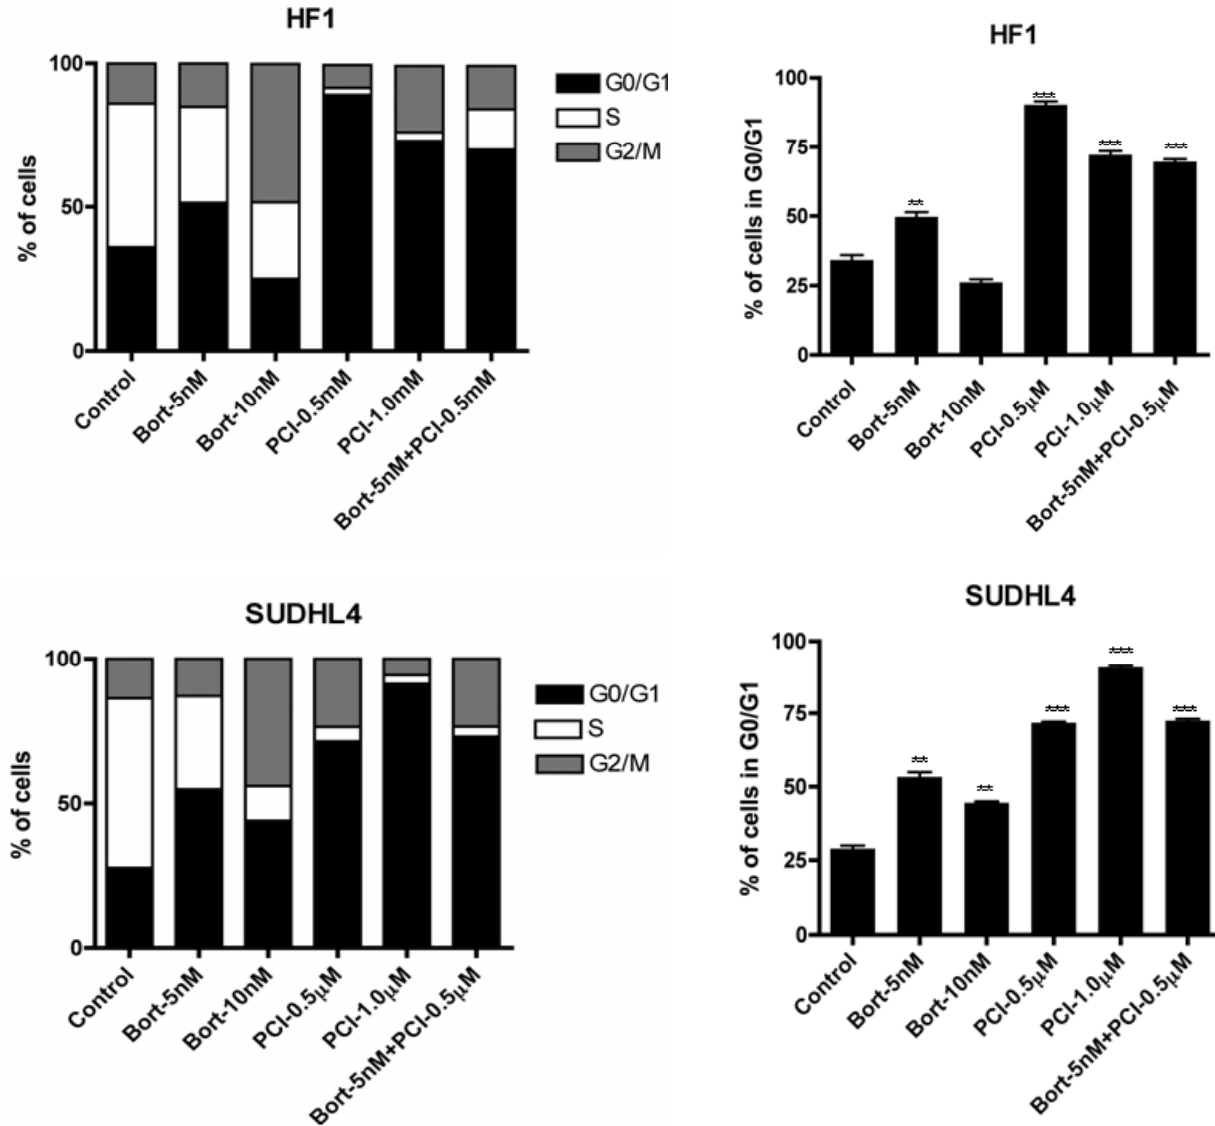 HF1
100
50
0
% of cells
G0/G1
S
G2/M
Control
Bort-5nM
Bort-10nM
PCI-0.5mM
PCI-1.0mM
Bort-5nM+PCI-0.5mM
HF1
100
75
50
25
0
% of cells in G0/G1
**
***
***
***
Control
Bort-5nM
Bort-10nM
PCI-0.5μM
PCI-1.0μM
Bort-5nM+PCI-0.5μM
SUDHL4
100
50
0
% of cells
G0/G1
S
G2/M
Control
Bort-5nM
Bort-10nM
PCI-0.5μM
PCI-1.0μM
Bort-5nM+PCI-0.5μM
SUDHL4
100
75
50
25
0
% of cells in G0/G1
**
**
***
***
***
Control
Bort-5nM
Bort-10nM
PCI-0.5μM
PCI-1.0μM
Bort-5nM+PCI-0.5μM